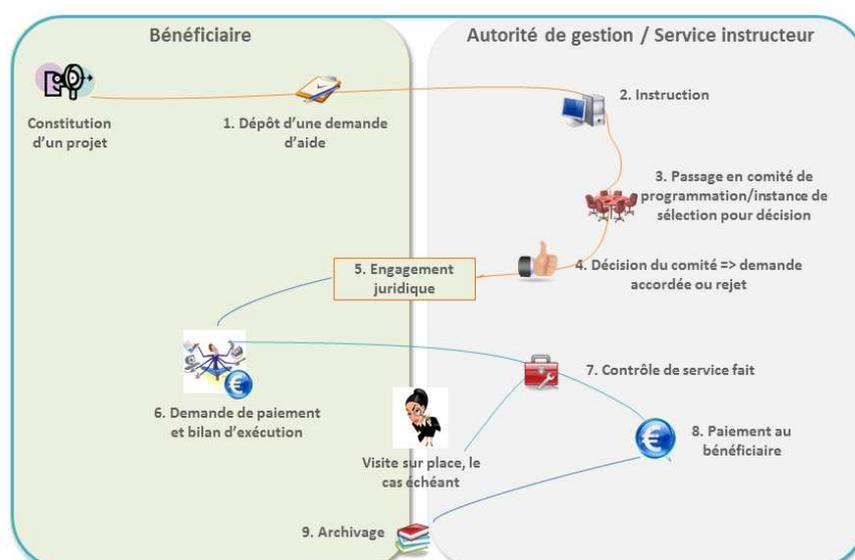 Bénéficiaire
Autorité de gestion / Service instructeur
Constitution
d'un projet
1. Dépôt d'une demande
d'aide
2. Instruction
3. Passage en comité de
programmation/instance de
sélection pour décision
4. Décision du comité => demande
accordée ou rejet
5. Engagement
juridique
6. Demande de paiement
et bilan d'exécution
7. Contrôle de service fait
Visite sur place, le
cas échéant
8. Paiement au
bénéficiaire
9. Archivage